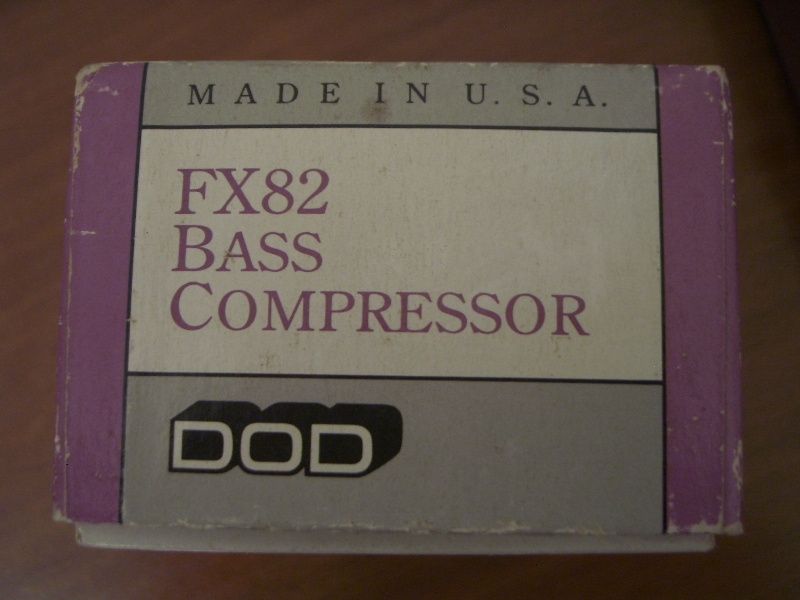 MADE IN U.S.A.
FX82
BASS
COMPRESSOR
DOD